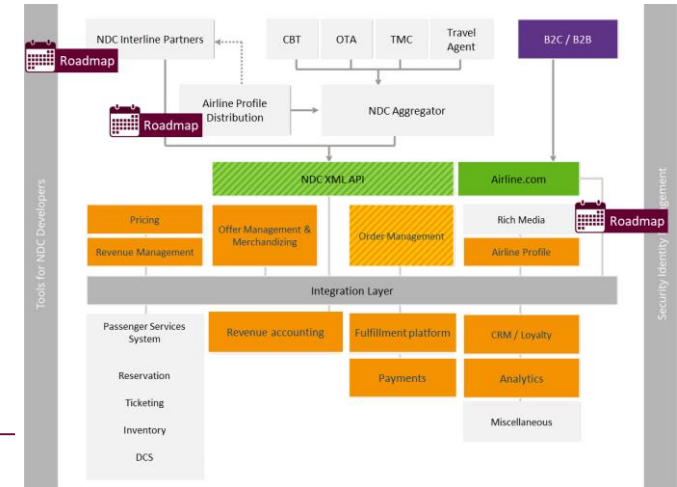 NDC Interline Partners
CBT
OTA
TMC
Travel
Agent
B2C / B2B
Roadmap
Airline Profile
Distribution
NDC Aggregator
Roadmap
NDC XML API
Airline.com
Roadmap
Pricing
Offer Management &
Merchandizing
Order Management
Rich Media
Revenue Management
Airline Profile
Integration Layer
Passenger Services
System
Reservation
Ticketing
Inventory
DCS
Revenue accounting
Fulfillment platform
Payments
CRM / Loyalty
Analytics
Miscellaneous
Tools for NDC Developers
Security Identity